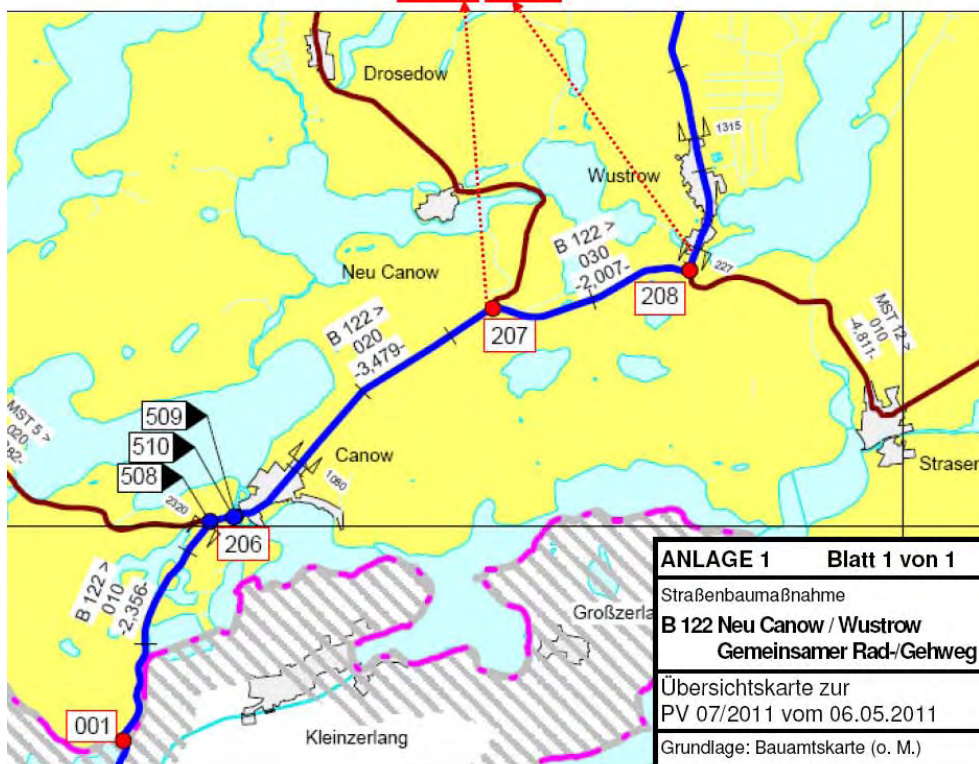 Drosedow
1315
Wustrow
B 122 >
030
-2,007-
227
Neu Canow
208
207
B 122 >
020
-3,479-
MST 12 >
010
-4,811-
MST 5 >
020
282-
509
510
508
Canow
1080
2320
206
Strasen
B 122 >
010
-2,356-
Großzerla
001
Kleinzerlang
ANLAGE 1 Blatt 1 von 1
Straßenbaumaßnahme
B 122 Neu Canow / Wustrow
Gemeinsamer Rad-/Gehweg
Übersichtskarte zur
PV 07/2011 vom 06.05.2011
Grundlage: Bauamtskarte (o. M.)